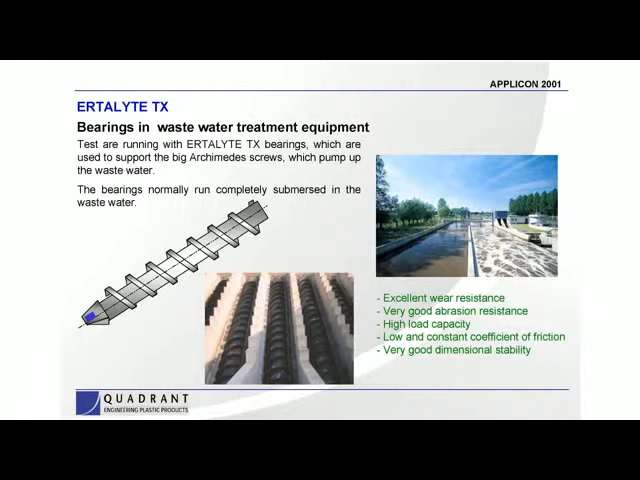 APPLICON 2001
ERTALYTE TX
Bearings in waste water treatment equipment
Test are running with ERTALYTE TX bearings, which are
used to support the big Archimedes screws, which pump up
the waste water.
The bearings normally run completely submersed in the
waste water.
- Excellent wear resistance
- Very good abrasion resistance
- High load capacity
- Low and constant coefficient of friction
- Very good dimensional stability
QUADRANT
ENGINEERING PLASTIC PRODUCTS